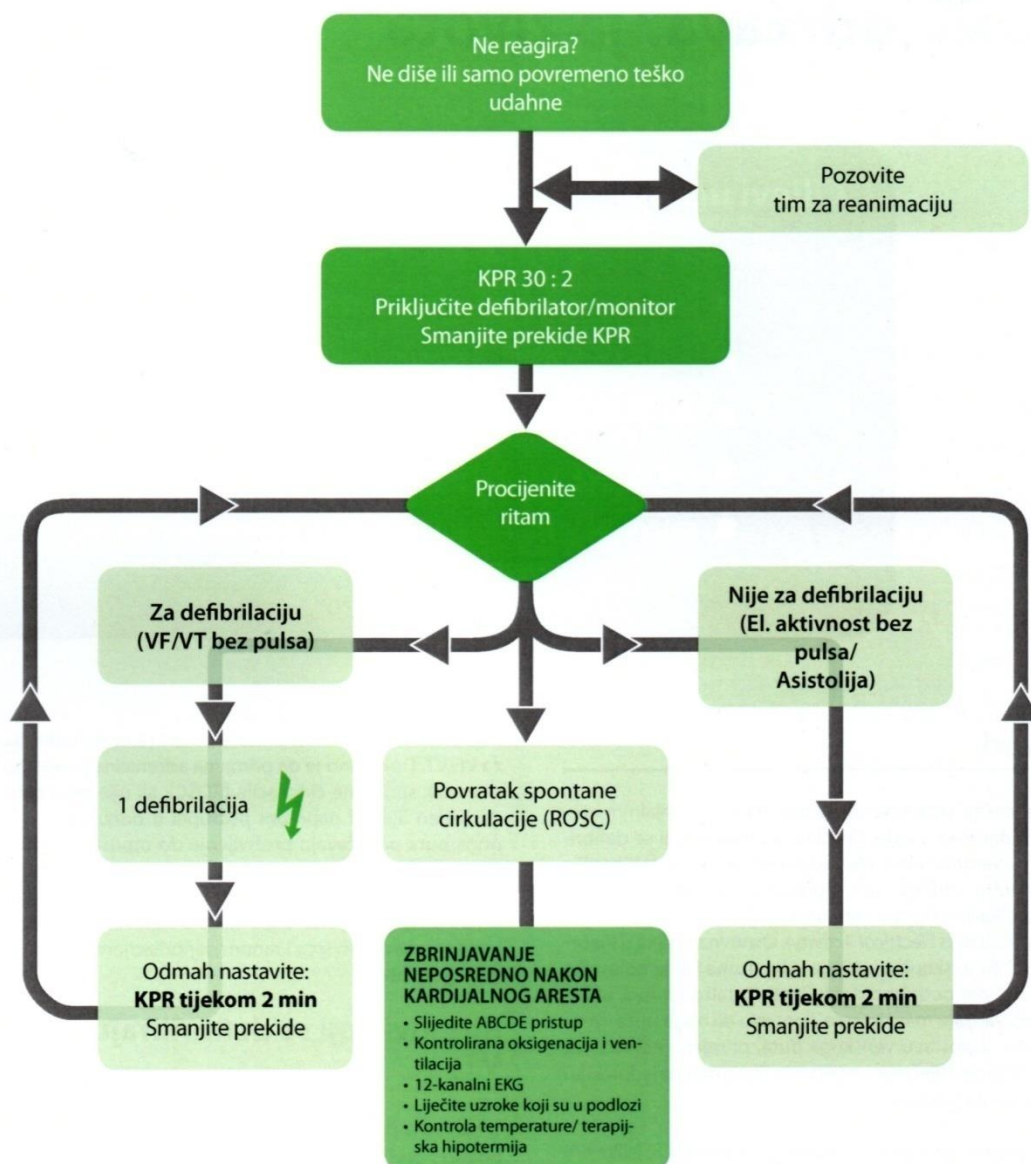 Ne reagira?
Ne diše ili samo povremeno teško
udahne
Pozovite
tim za reanimaciju
KPR 30 : 2
Priključite defibrilator/monitor
Smanjite prekide KPR
Procijenite
ritam
Za defibrilaciju
(VF/VT bez pulsa)
Nije za defibrilaciju
(El. aktivnost bez
pulsa/
Asistolija)
1 defibrilacija
Povratak spontane
cirkulacije (ROSC)
Odmah nastavite:
KPR tijekom 2 min
Smanjite prekide
ZBRINJAVANJE
NEPOSREDNO NAKON
KARDIJALNOG ARESTA
• Slijedite ABCDE pristup
• Kontrolirana oksigenacija i ven-
tilacija
• 12-kanalni EKG
• Liječite uzroke koji su u podlozi
• Kontrola temperature/ terapij-
ska hipotermija
Odmah nastavite:
KPR tijekom 2 min
Smanjite prekide